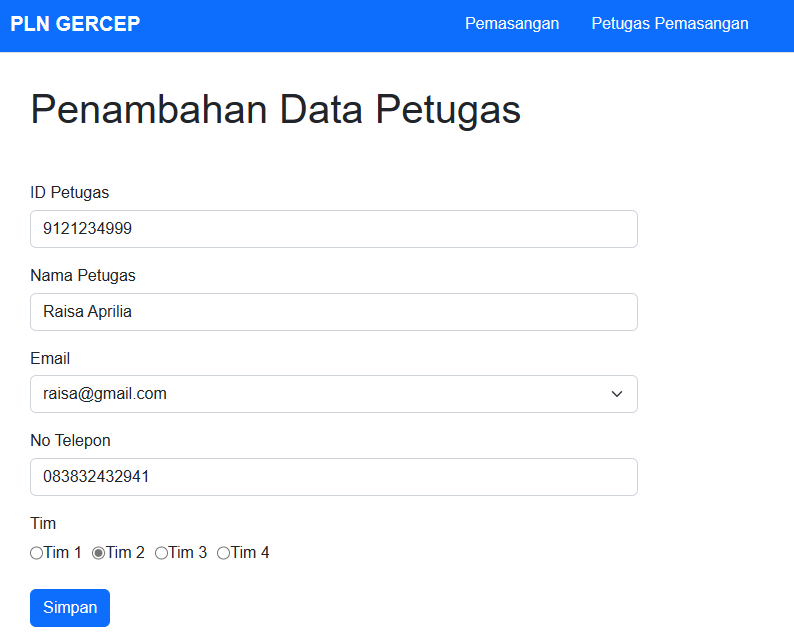 PLN GERCEP Pemasangan Petugas Pemasangan
Penambahan Data Petugas
ID Petugas
9121234999
Nama Petugas
Raisa Aprilia
Email
raisa@gmail.com
No Telepon
083832432941
Tim
Tim 1 Tim 2 Tim 3 Tim 4
Simpan